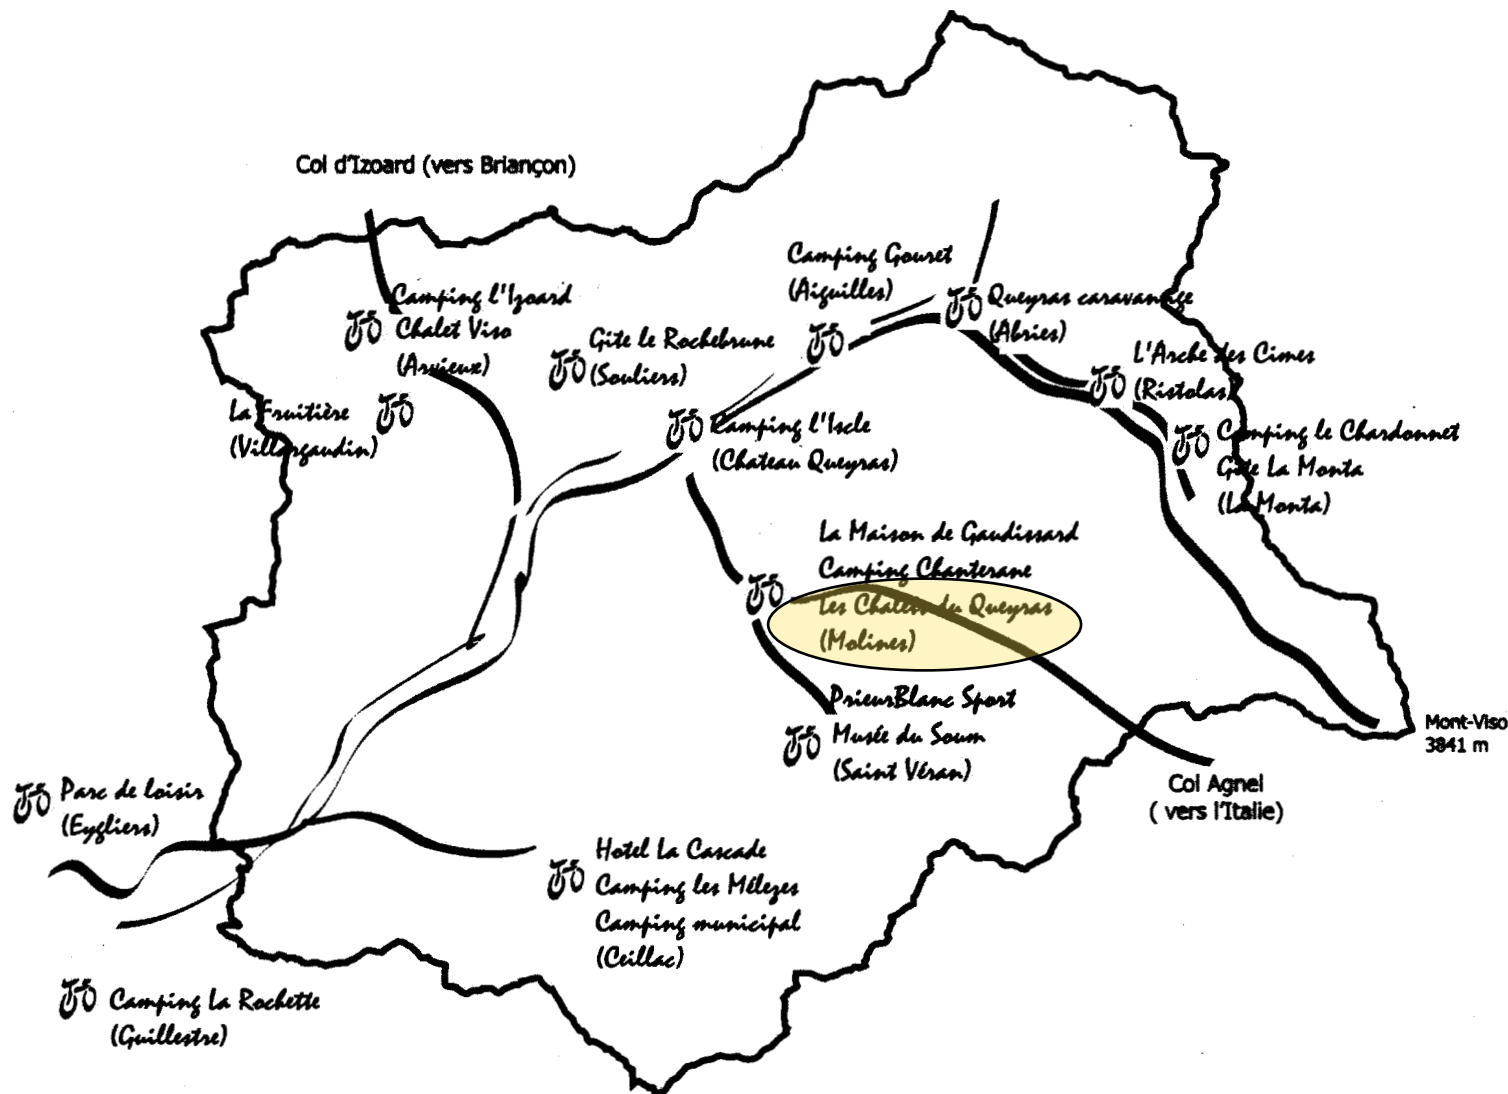 Col d'Izoard (vers Briançon)
Camping Gouret
(Aiguilles)
Camping l'Izoard
Chalet Viso
(Arvieux)
Queyras caravanage
(Abries)
Gite le Rochebrune
(Souliers)
L'Arche des Cimes
(Ristolas)
La Fruitière
(Villargaudin)
Camping l'Iscle
(Chateau Queyras)
Camping le Chardonnet
Gite La Monta
(La Monta)
La Maison de Gaudissard
Camping Chanterane
Les Chalets du Queyras
(Molines)
PrieurBlanc Sport
Musée du Soum
(Saint Véran)
Mont-Viso
3841 m
Col Agnel
( vers l'Italie)
Parc de loisir
(Eygliers)
Hotel La Cascade
Camping les Mélezes
Camping municipal
(Ceillac)
Camping La Rochette
(Guillestre)